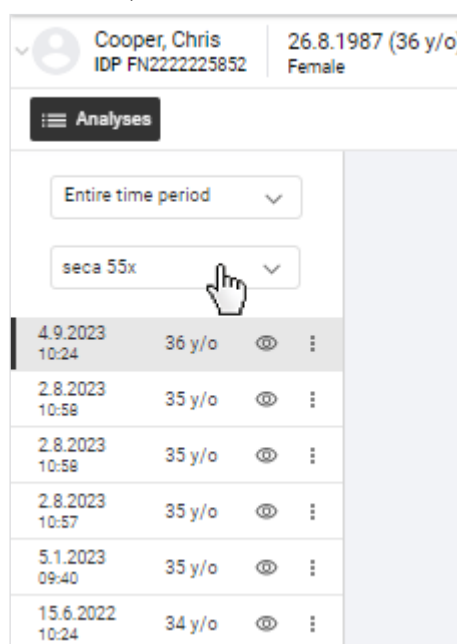 Cooper, Chris
IDP FN2222225852
26.8.1987 (36 y/o)
Female
Analyses
Entire time period
seca 55x
4.9.2023
10:24
36 y/o
2.8.2023
10:58
35 y/o
2.8.2023
10:58
35 y/o
2.8.2023
10:57
35 y/o
5.1.2023
09:40
35 y/o
15.6.2022
10:24
34 y/o